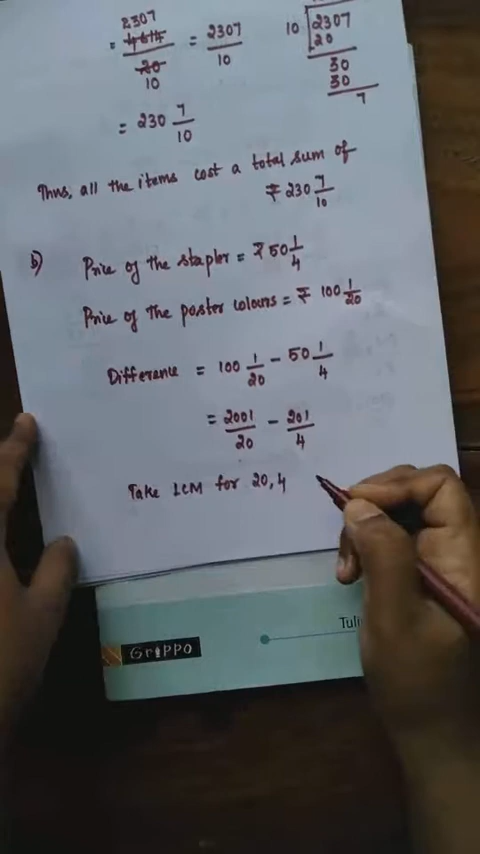 2307
= 4614/20 = 2307/10
10
10 2307
20
30
30
7
= 230 7/10
Thus, all the items cost a total sum of
₹ 230 7/10
b) Price of the stapler = ₹ 50 1/4
Price of the poster colours = ₹ 100 1/20
Difference = 100 1/20 - 50 1/4
= 2001/20 - 201/4
Take LCM for 20, 4
GRIPPO